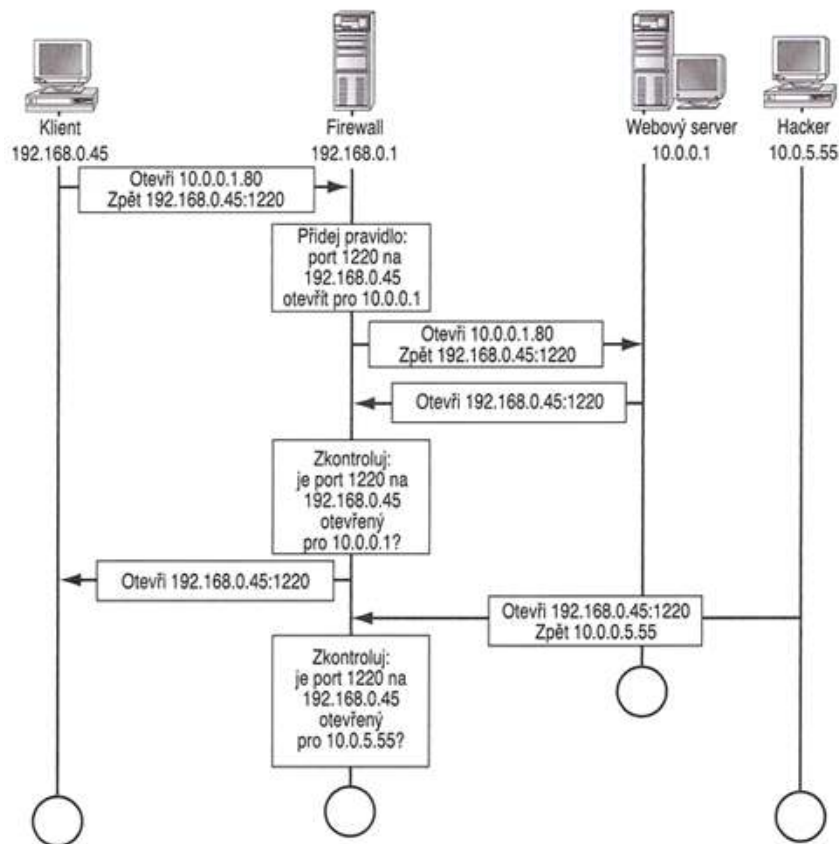 Klient
192.168.0.45
Firewall
192.168.0.1
Webový server
10.0.0.1
Hacker
10.0.5.55
Otevři 10.0.0.1.80
Zpět 192.168.0.45:1220
Přidej pravidlo:
port 1220 na
192.168.0.45
otevřít pro 10.0.0.1
Otevři 10.0.0.1.80
Zpět 192.168.0.45:1220
Otevři 192.168.0.45:1220
Zkontroluj:
je port 1220 na
192.168.0.45
otevřený
pro 10.0.0.1?
Otevři 192.168.0.45:1220
Otevři 192.168.0.45:1220
Zpět 10.0.0.5.55
Zkontroluj:
je port 1220 na
192.168.0.45
otevřený
pro 10.0.5.55?